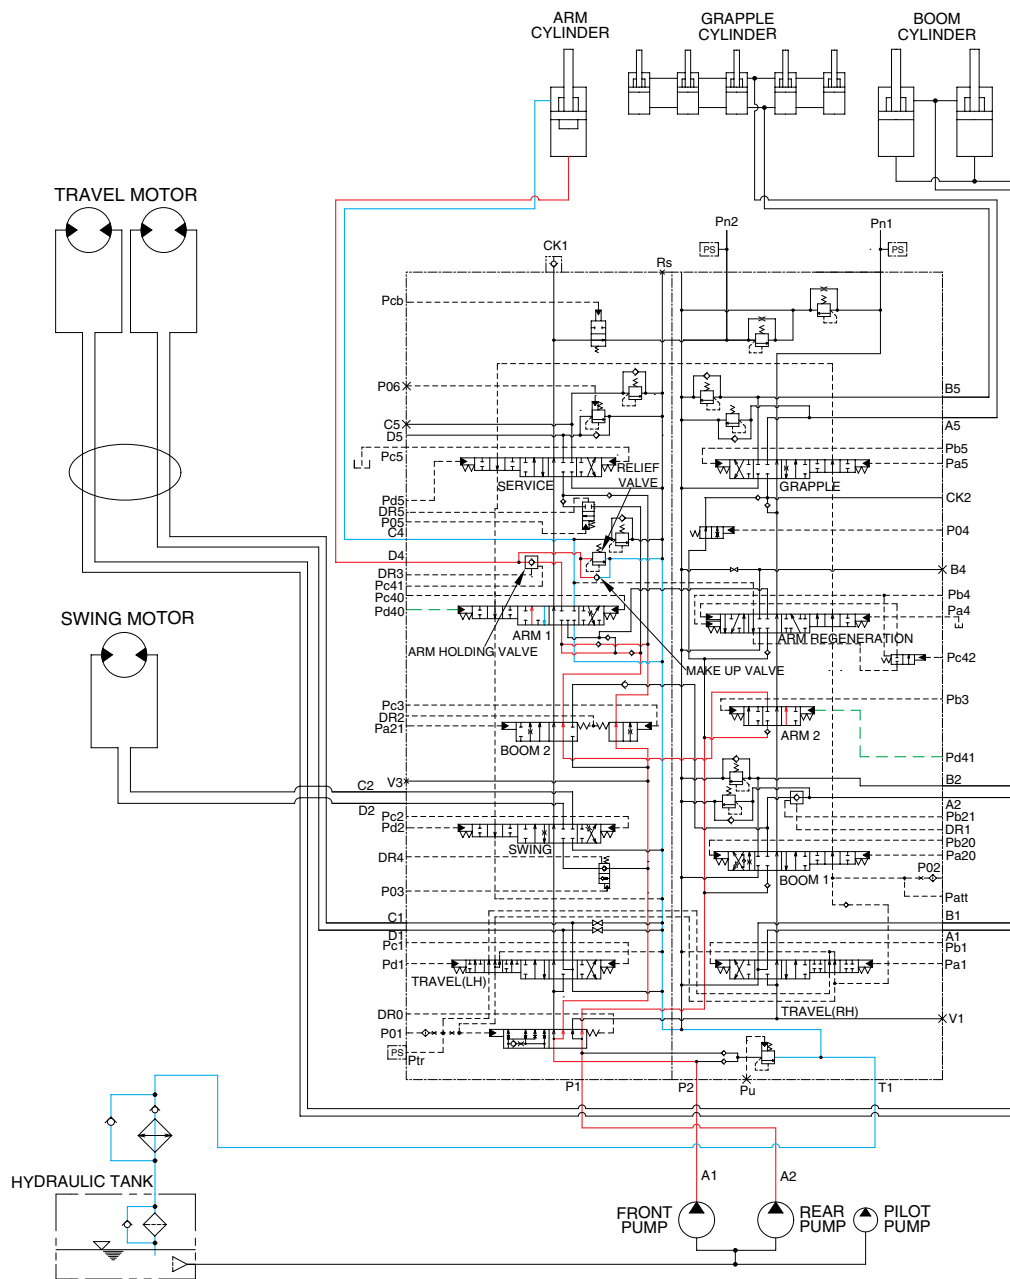 ARM
CYLINDER
GRAPPLE
CYLINDER
BOOM
CYLINDER
TRAVEL MOTOR
Pn2
Pn1
PS
PS
CK1
Rs
Pcb
P06
C5
D5
Pc5
Pd5
DR5
P05
C4
D4
DR3
Pc41
Pc40
Pd40
SERVICE
RELIEF
VALVE
GRAPPLE
B5
A5
Pb5
Pa5
CK2
P04
B4
Pb4
Pa4
Pc42
ARM 1
ARM HOLDING VALVE
MAKE UP VALVE
ARM REGENERATION
SWING MOTOR
Pc3
DR2
Pa21
BOOM 2
ARM 2
Pb3
Pd41
V3
C2
D2
Pc2
Pd2
DR4
P03
SWING
B2
A2
Pb21
DR1
Pb20
Pa20
BOOM 1
P02
Patt
C1
D1
Pc1
Pd1
TRAVEL(LH)
B1
A1
Pb1
Pa1
TRAVEL(RH)
DR0
P01
PS
Ptr
V1
P1
P2
Pu
T1
HYDRAULIC TANK
A1
A2
FRONT
PUMP
REAR
PUMP
PILOT
PUMP